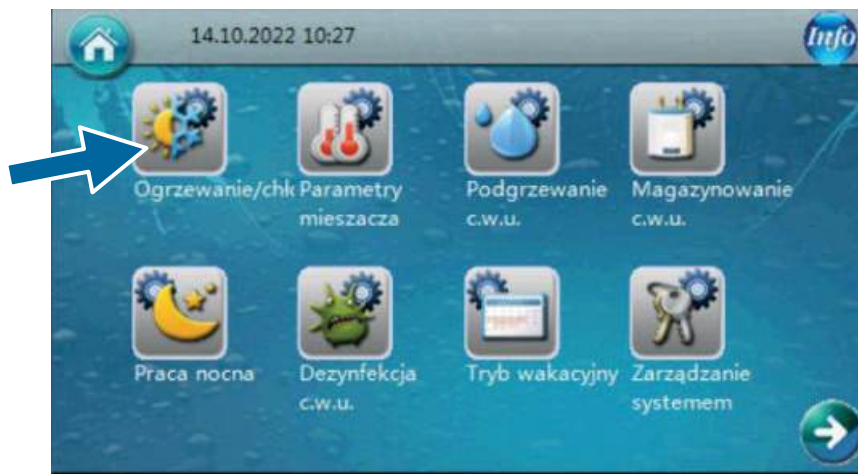 14.10.2022 10:27
Info
Ogrzewanie/chł
Parametry
mieszacza
Podgrzewanie
c.w.u.
Magazynowanie
c.w.u.
Praca nocna
Dezynfekcja
c.w.u.
Tryb wakacyjny
Zarządzanie
systemem